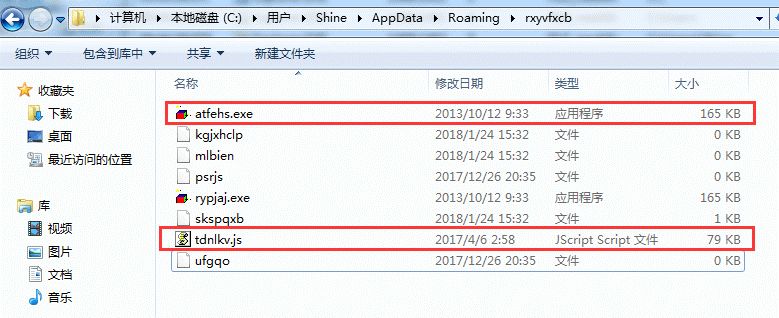 计算机 ▸ 本地磁盘 (C:) ▸ 用户 ▸ Shine ▸ AppData ▸ Roaming ▸ rxyvfxcb
组织 包含到库中 共享 新建文件夹
收藏夹
下载
桌面
最近访问的位置
库
视频
图片
文档
音乐
名称 修改日期 类型 大小
atfehs.exe 2013/10/12 9:33 应用程序 165 KB
kgjxhclp 2018/1/24 15:32 文件 0 KB
mlbien 2018/1/24 15:32 文件 0 KB
psrjs 2017/12/26 20:35 文件 0 KB
rypjaj.exe 2013/10/12 9:33 应用程序 165 KB
skspqxb 2018/1/24 15:32 文件 1 KB
tdnlkv.js 2017/4/6 2:58 JScript Script 文件 79 KB
ufgqo 2017/12/26 20:35 文件 0 KB